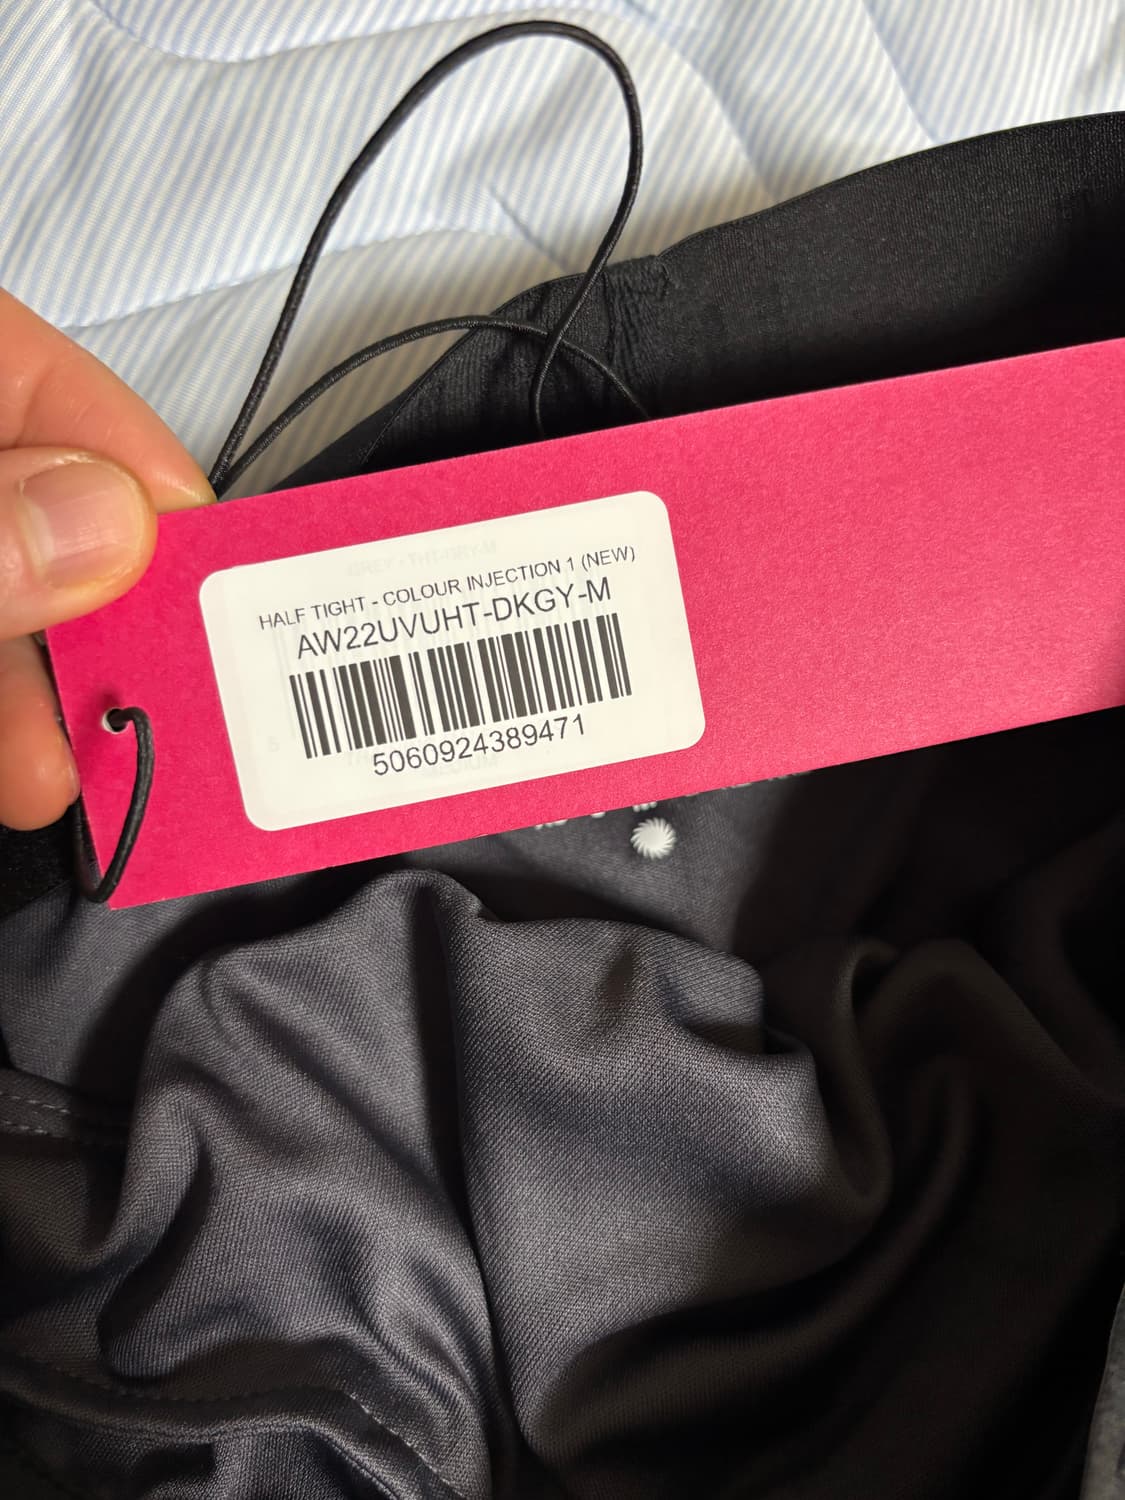 HALF TIGHT - COLOUR INJECTION 1 (NEW)
AW22UVUHT-DKGY-M
5060924389471